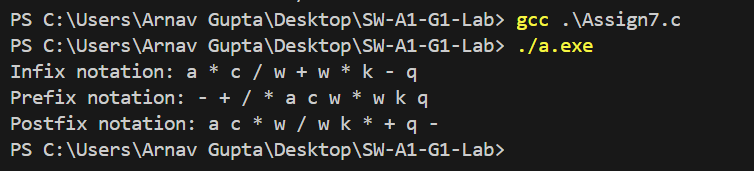 PS C:\Users\Arnav Gupta\Desktop\SW-A1-G1-Lab> gcc .\Assign7.c
PS C:\Users\Arnav Gupta\Desktop\SW-A1-G1-Lab> ./a.exe
Infix notation: a * c / w + w * k - q
Prefix notation: - + / * a c w * w k q
Postfix notation: a c * w / w k * + q -
PS C:\Users\Arnav Gupta\Desktop\SW-A1-G1-Lab>